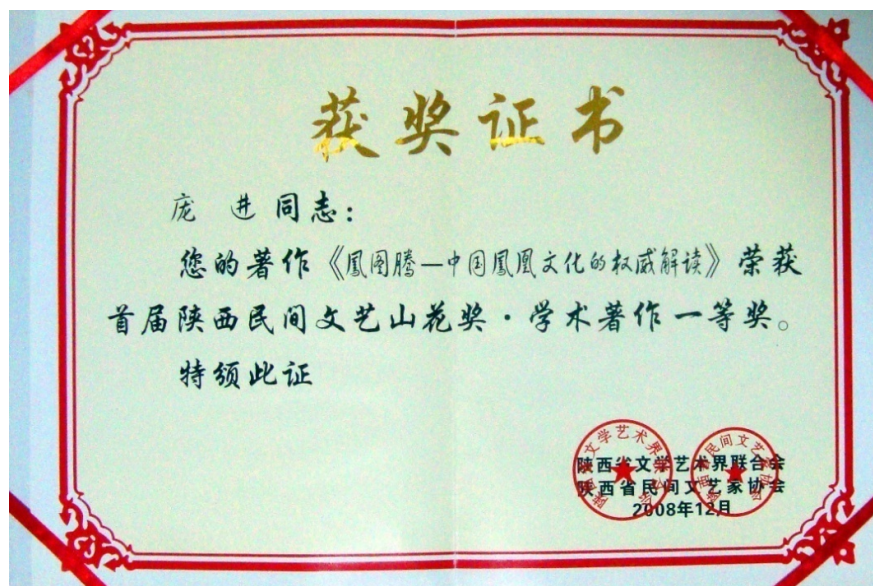 获奖证书
庞 进 同志：
您的著作《鳳图腾—中国鳳凰文化的权威解读》荣获
首届陕西民间文艺山花奖·学术著作一等奖。
特颁此证
陕西省文学艺术界联合会
陕西省民间文艺家协会
2008年12月